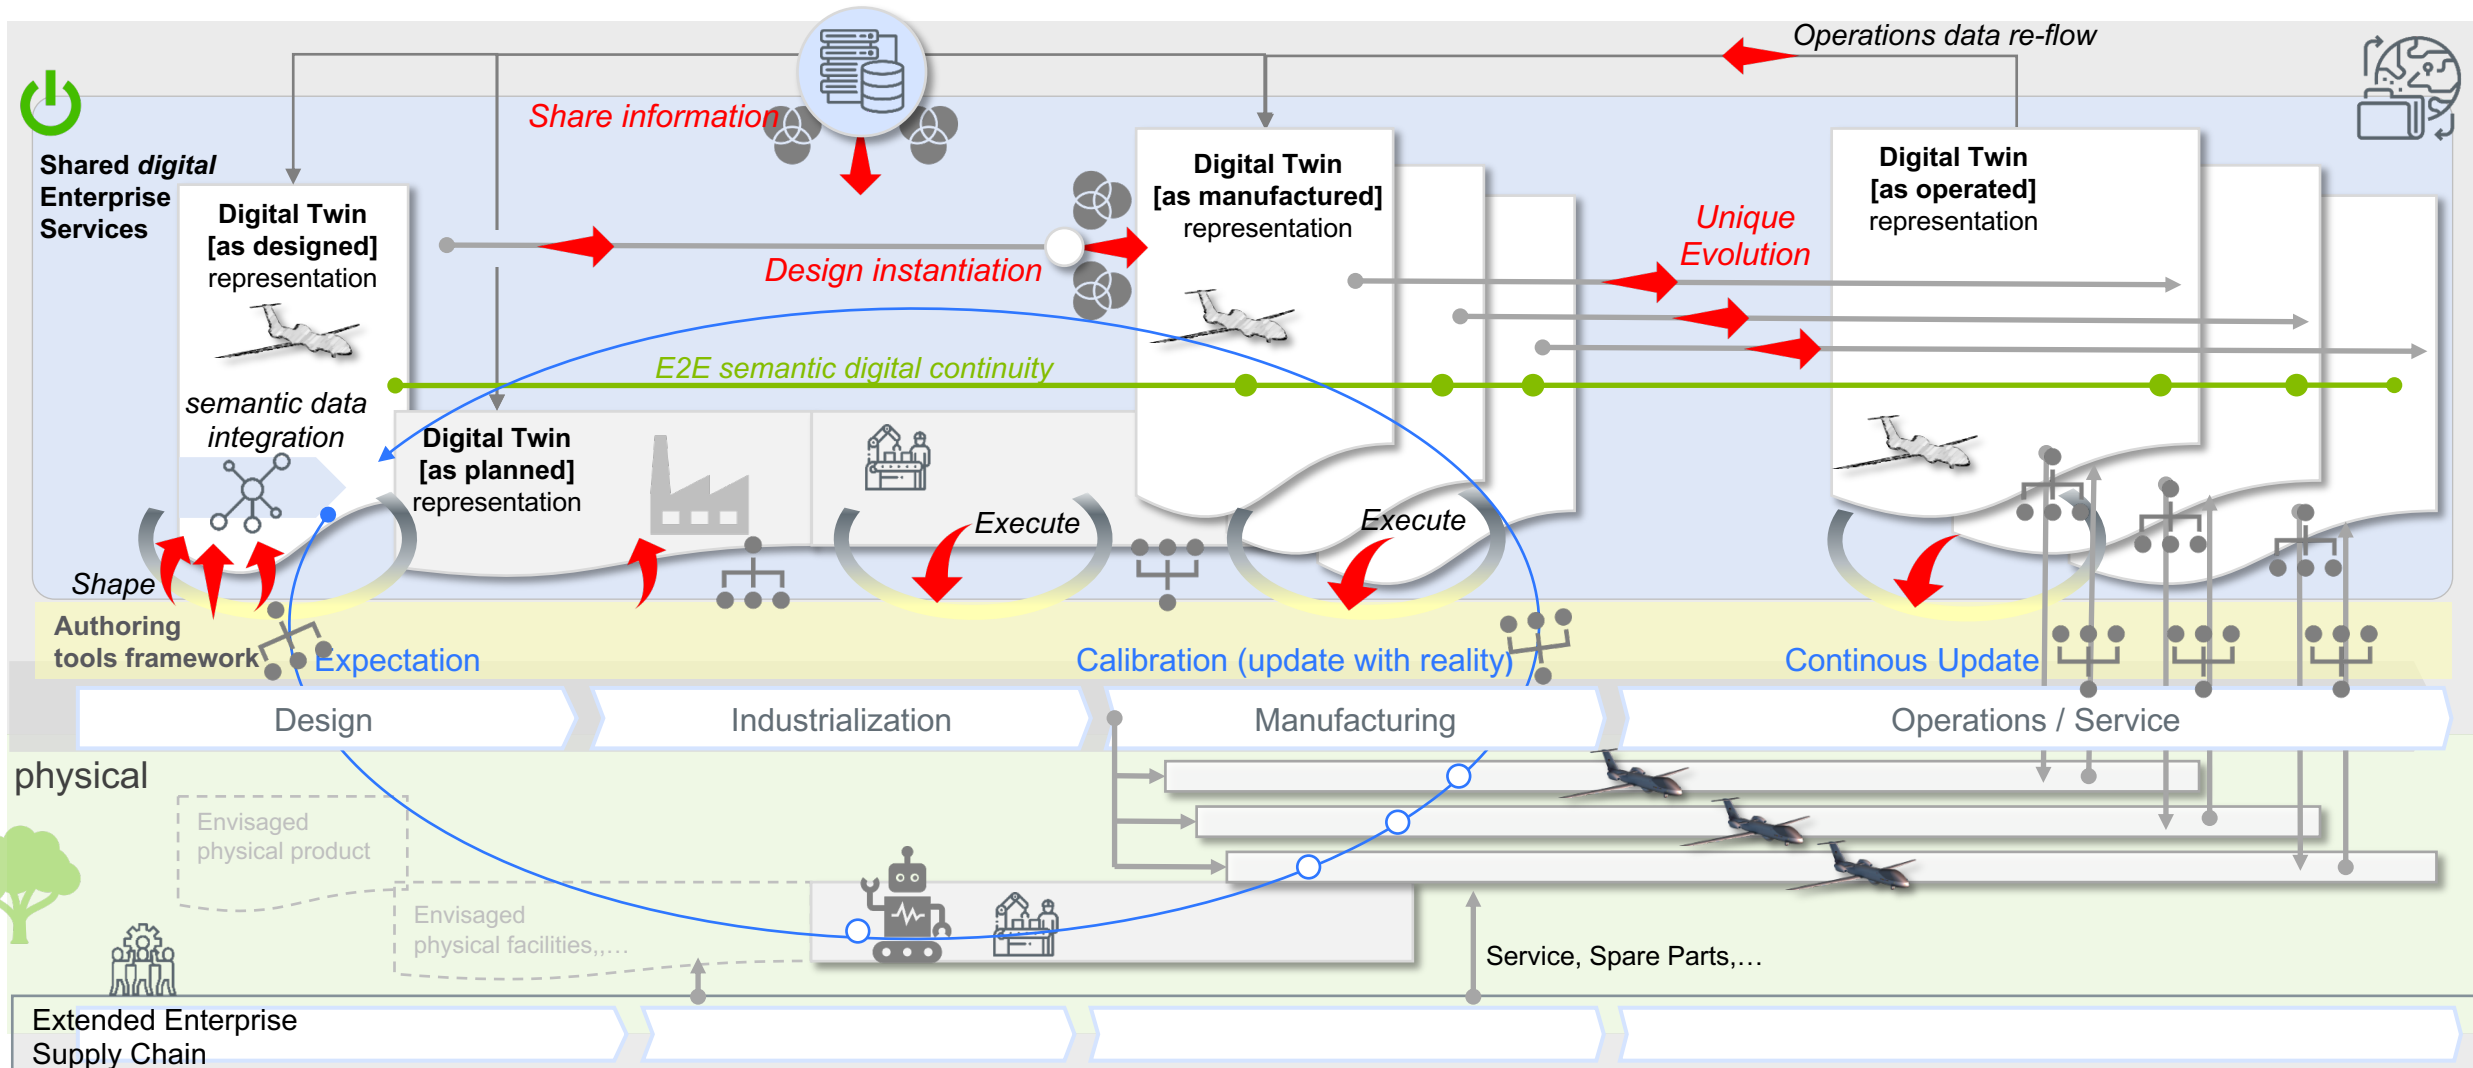 Operations data re-flow
Share information
Shared digital
Enterprise
Services
Digital Twin
[as designed]
representation
Digital Twin
[as manufactured]
representation
Digital Twin
[as operated]
representation
Unique
Evolution
Design instantiation
E2E semantic digital continuity
semantic data
integration
Digital Twin
[as planned]
representation
Execute
Execute
Shape
Authoring
tools framework
Expectation
Calibration (update with reality)
Continous Update
Design
Industrialization
Manufacturing
Operations / Service
physical
Envisaged
physical product
Envisaged
physical facilities,,...
Service, Spare Parts,...
Extended Enterprise
Supply Chain